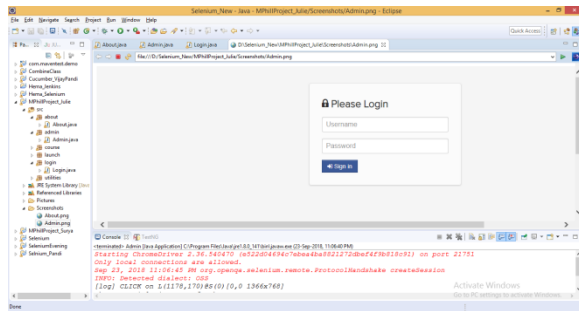 Selenium_New - Java - MPhilProject_Julie/Screenshots/Admin.png - Eclipse
File Edit Navigate Search Project Run Window Help
Quick Access
About.java Admin.java Login.java D:\Selenium_New\MPhilProject_Julie\Screenshots\Admin.png
file:///D:/Selenium_New/MPhilProject_Julie/Screenshots/Admin.png
com.maventest.demo
CombineClass
Cucumber_VijayPandi
Hema_Jenkins
Hema_Selenium
MPhilProject_Julie
src
about
About.java
admin
Admin.java
course
launch
login
Login.java
utilities
JRE System Library
Referenced Libraries
Pictures
Screenshots
About.png
Admin.png
MPhilProject_Surya
Selenium
SeleniumEvening
Selnium_Pandi
Please Login
Username
Password
Sign in
Console TestNG
<terminated> Admin [Java Application] C:\Program Files\Java\jre1.8.0_141\bin\javaw.exe (23-Sep-2018, 11:06:40 PM)
Starting ChromeDriver 2.36.540470 (e522d04694c7ebea4ba8821272dbef4f9b818c91) on port 21751
Only local connections are allowed.
Sep 23, 2018 11:06:45 PM org.openqa.selenium.remote.ProtocolHandshake createSession
INFO: Detected dialect: OSS
[log] CLICK on L(1178,170)@S(0)[0,0 1366x768]
Activate Windows
Go to PC settings to activate Windows.
Done